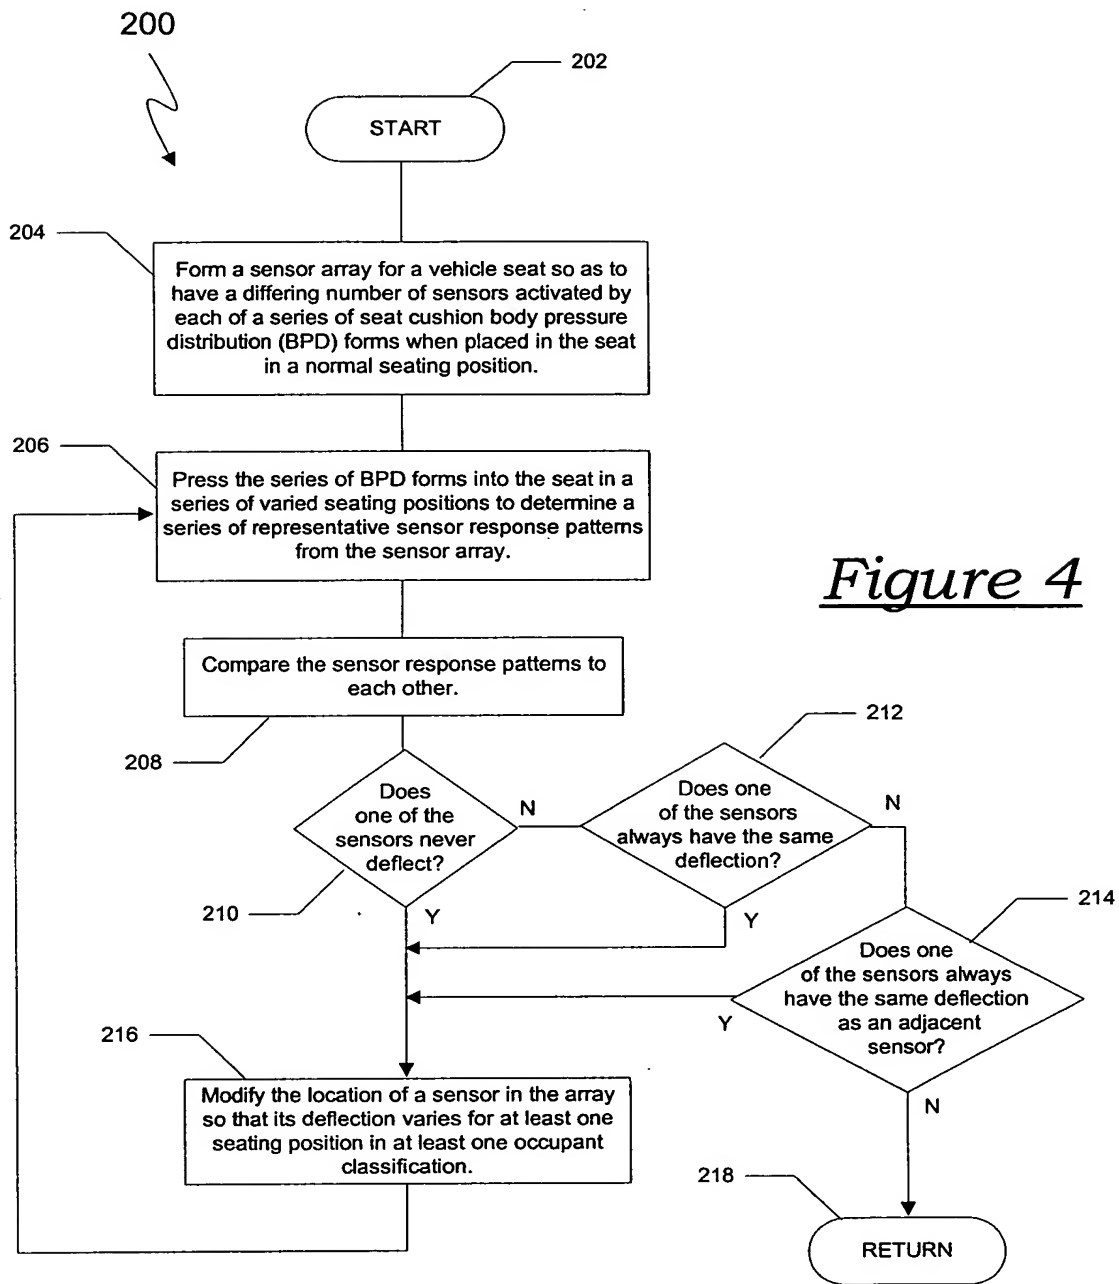 200
202
START
204
Form a sensor array for a vehicle seat so as to
have a differing number of sensors activated by
each of a series of seat cushion body pressure
distribution (BPD) forms when placed in the seat
in a normal seating position.
206
Press the series of BPD forms into the seat in a
series of varied seating positions to determine a
series of representative sensor response patterns
from the sensor array.
Figure 4
Compare the sensor response patterns to
each other.
208
212
Does
one of the
sensors never
deflect?
N
Does one
of the sensors
always have the same
deflection?
N
210
Y
Y
214
Does one
of the sensors always
have the same deflection
as an adjacent
sensor?
Y
216
Modify the location of a sensor in the array
so that its deflection varies for at least one
seating position in at least one occupant
classification.
N
218
RETURN